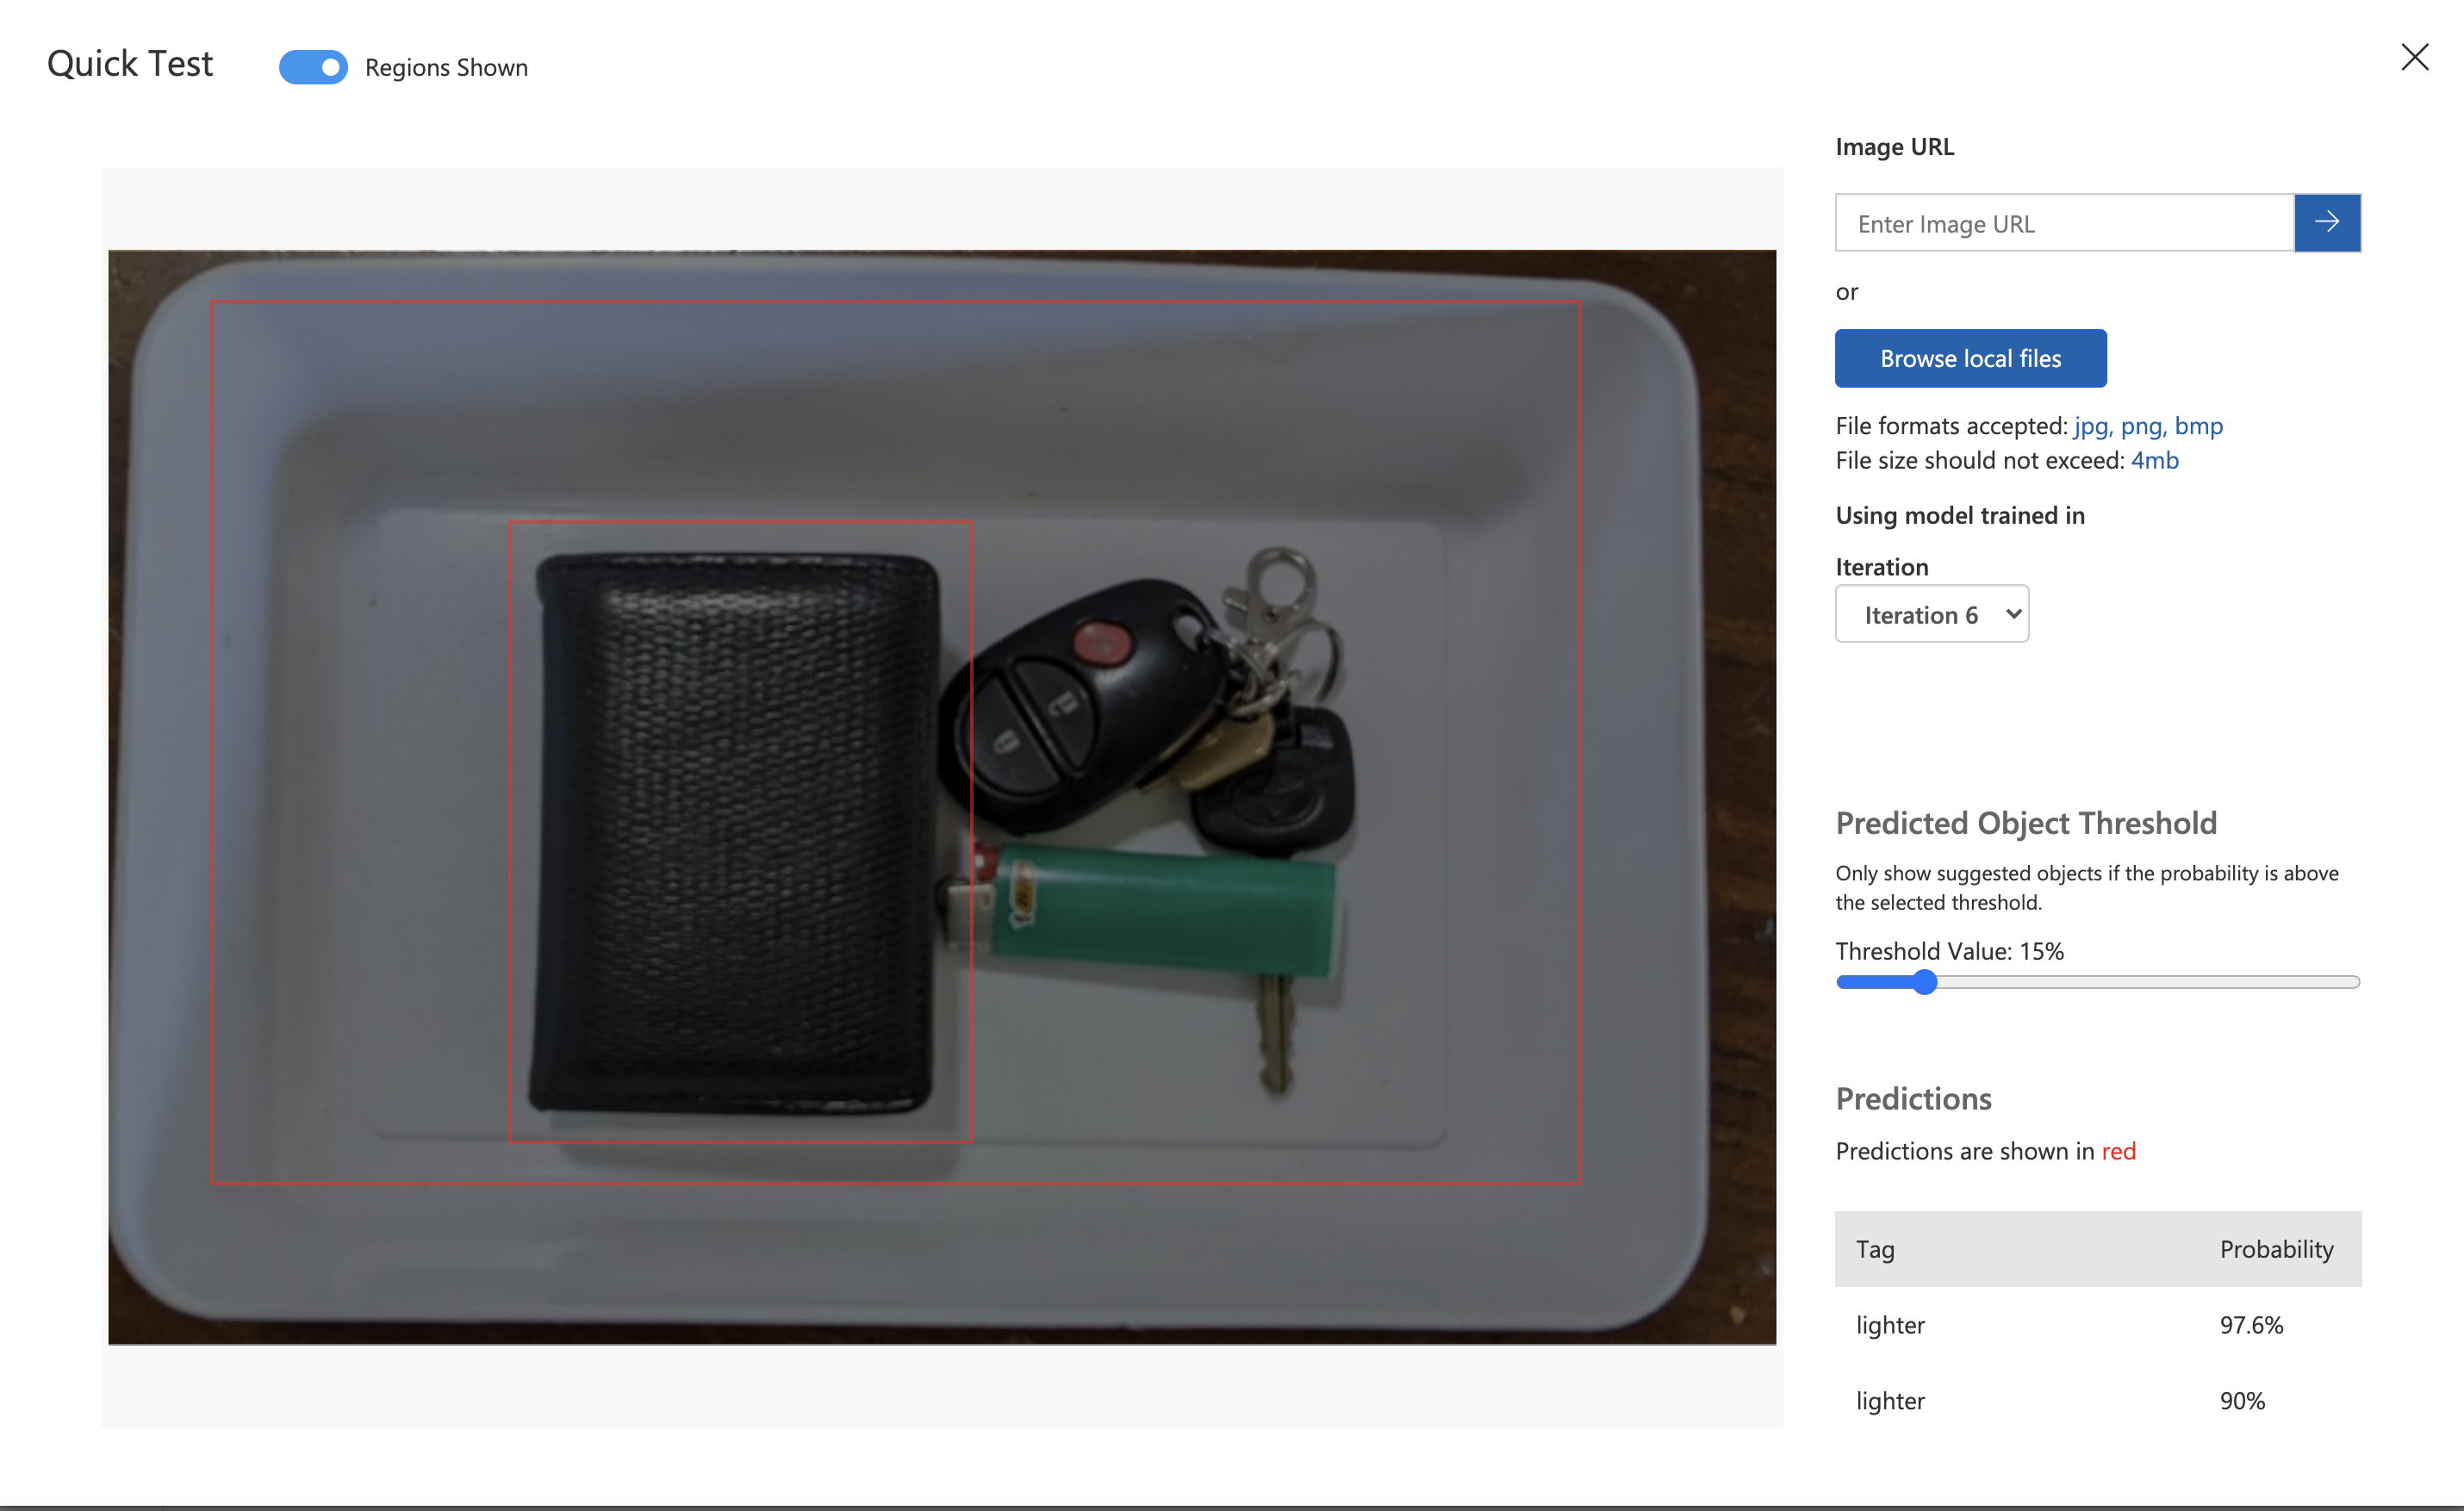 Quick Test
Regions Shown
Image URL
Enter Image URL
or
Browse local files
File formats accepted: jpg, png, bmp
File size should not exceed: 4mb
Using model trained in
Iteration
Iteration 6
Predicted Object Threshold
Only show suggested objects if the probability is above
the selected threshold.
Threshold Value: 15%
Predictions
Predictions are shown in red
Tag Probability
lighter 97.6%
lighter 90%